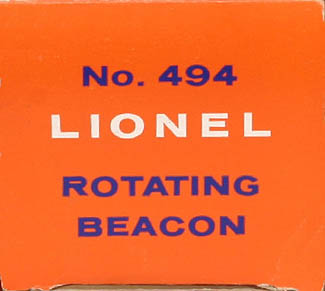 No. 494
LIONEL
ROTATING
BEACON